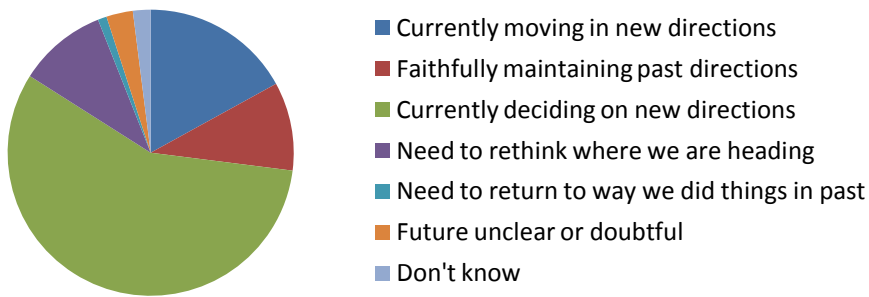 Currently moving in new directions
Faithfully maintaining past directions
Currently deciding on new directions
Need to rethink where we are heading
Need to return to way we did things in past
Future unclear or doubtful
Don't know